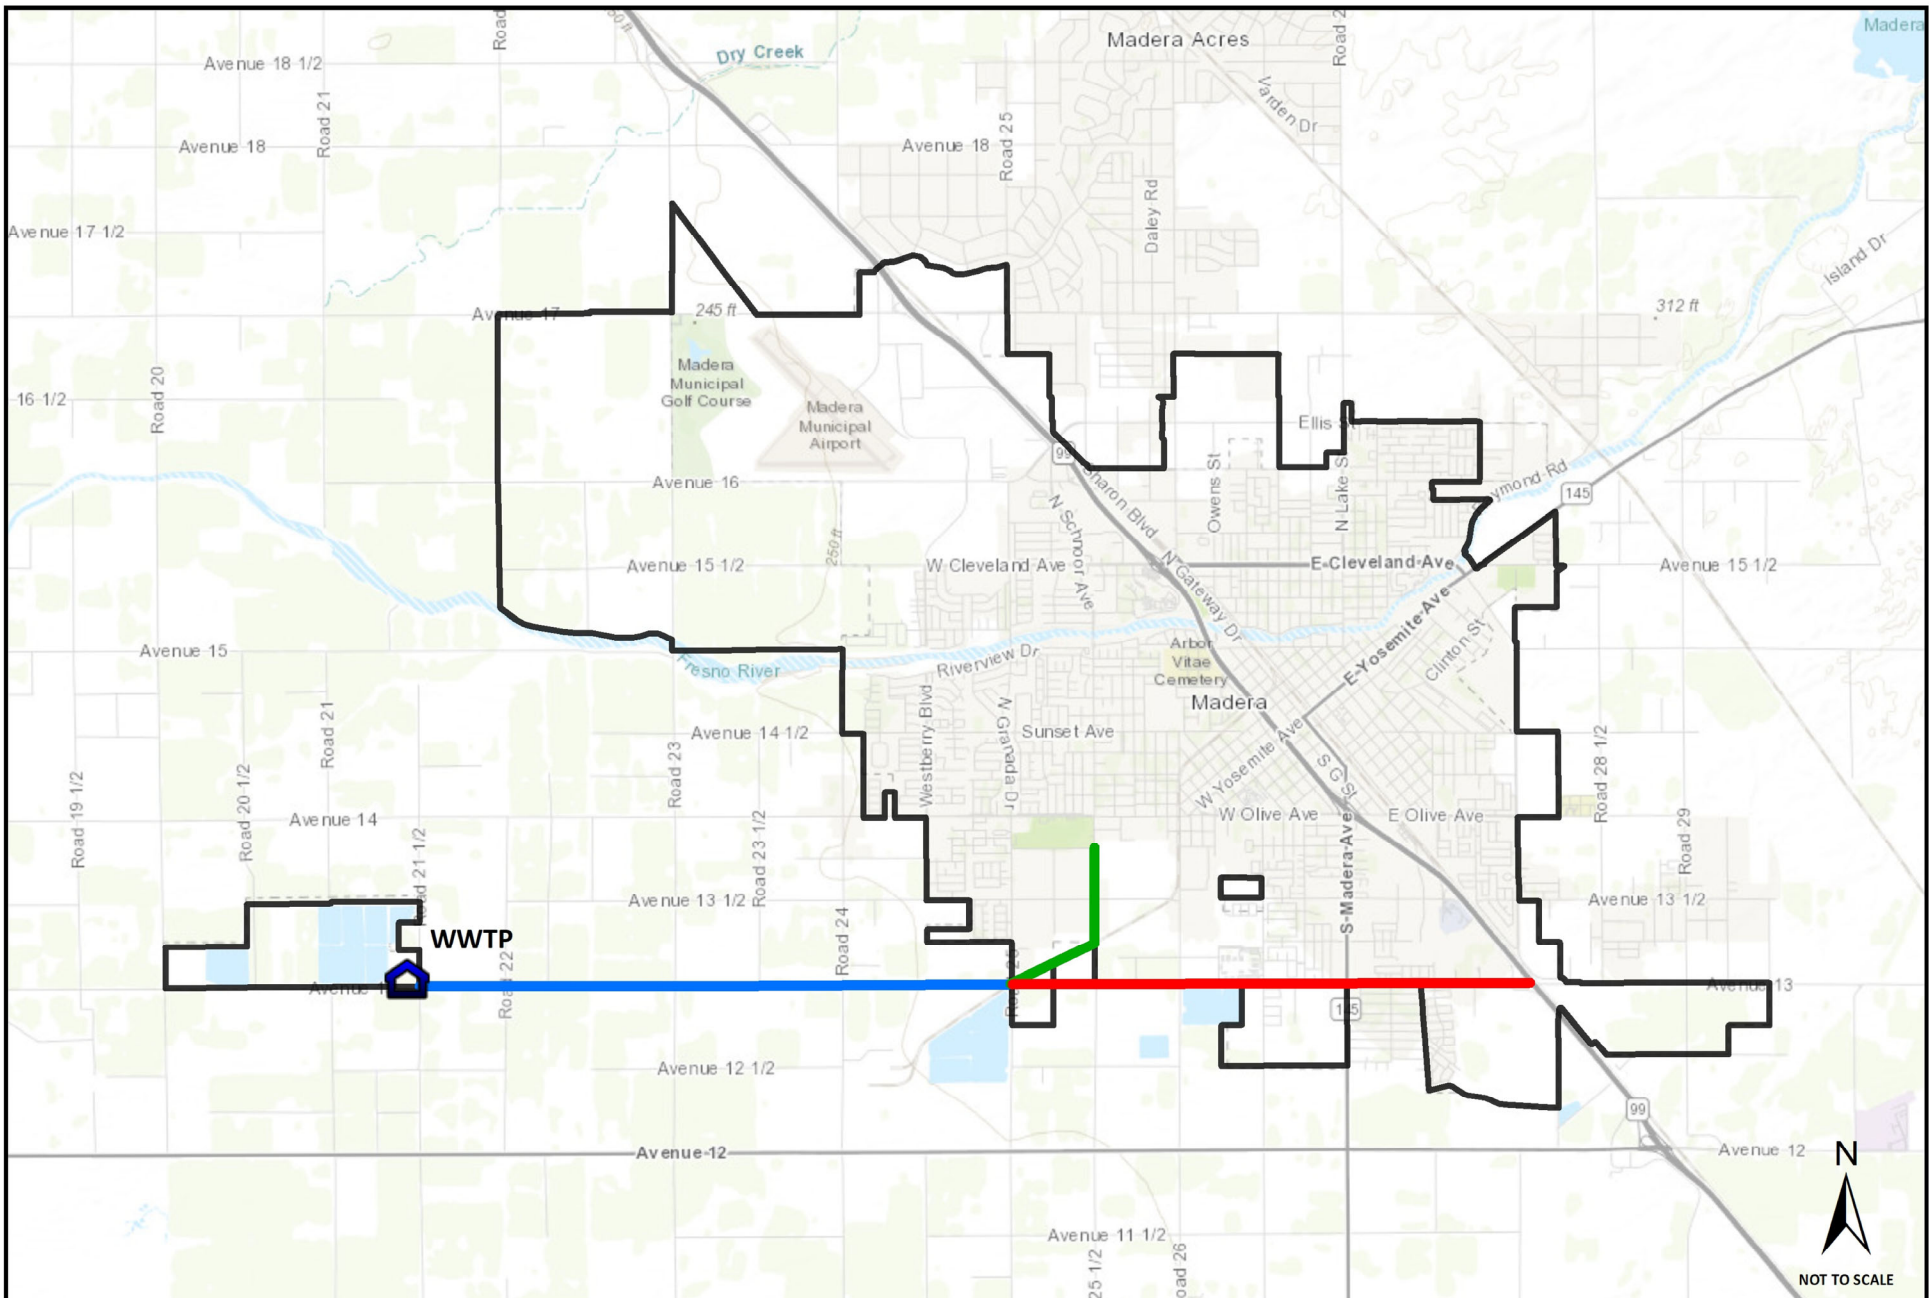 Madera Acres
Madera
Dry Creek
Road
Road 2
Avenue 18 1/2
Road 21
Varden Dr
Avenue 18
Avenue 18
Road 25
Daley Rd
Avenue 17 1/2
Island Dr
Avenue 17
245 ft
312 ft
Madera
Municipal
Golf Course
Madera
Municipal
Airport
16 1/2
Road 20
Ellis St
99
Sharon Blvd
Owens St
N Lake St
ymond Rd
145
Avenue 16
N Schnoor Ave
250 ft
Avenue 15 1/2
W Cleveland Ave
N Gateway Dr
E-Cleveland-Ave
Avenue 15 1/2
E-Yosemite-Ave
Clinton St
Avenue 15
Fresno River
Riverview Dr
Arbor
Vitae
Cemetery
Madera
Road 21
Avenue 14 1/2
Westberry Blvd
N Granada Dr
Sunset Ave
W Yosemite Ave
S G St
Road 28 1/2
Road 19 1/2
Road 20 1/2
Road 23
Avenue 14
Road 21 1/2
Road 23 1/2
W Olive Ave
E Olive Ave
Road 29
Avenue 13 1/2
Avenue 13 1/2
S-Madera-Ave
WWTP
Road 24
Road 22
Avenue 13
145
Avenue 12 1/2
99
Avenue-12
Avenue 12
N
Avenue 11 1/2
25 1/2
oad 26
NOT TO SCALE